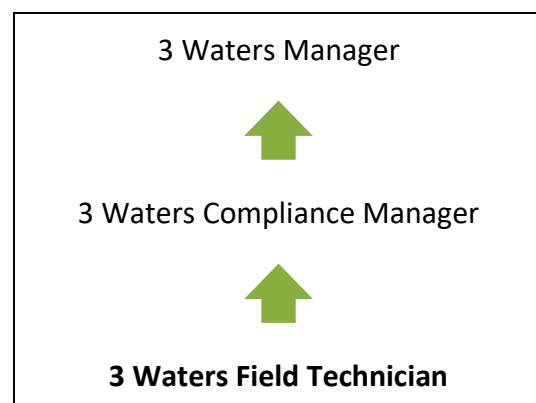 3 Waters Manager
3 Waters Compliance Manager
3 Waters Field Technician